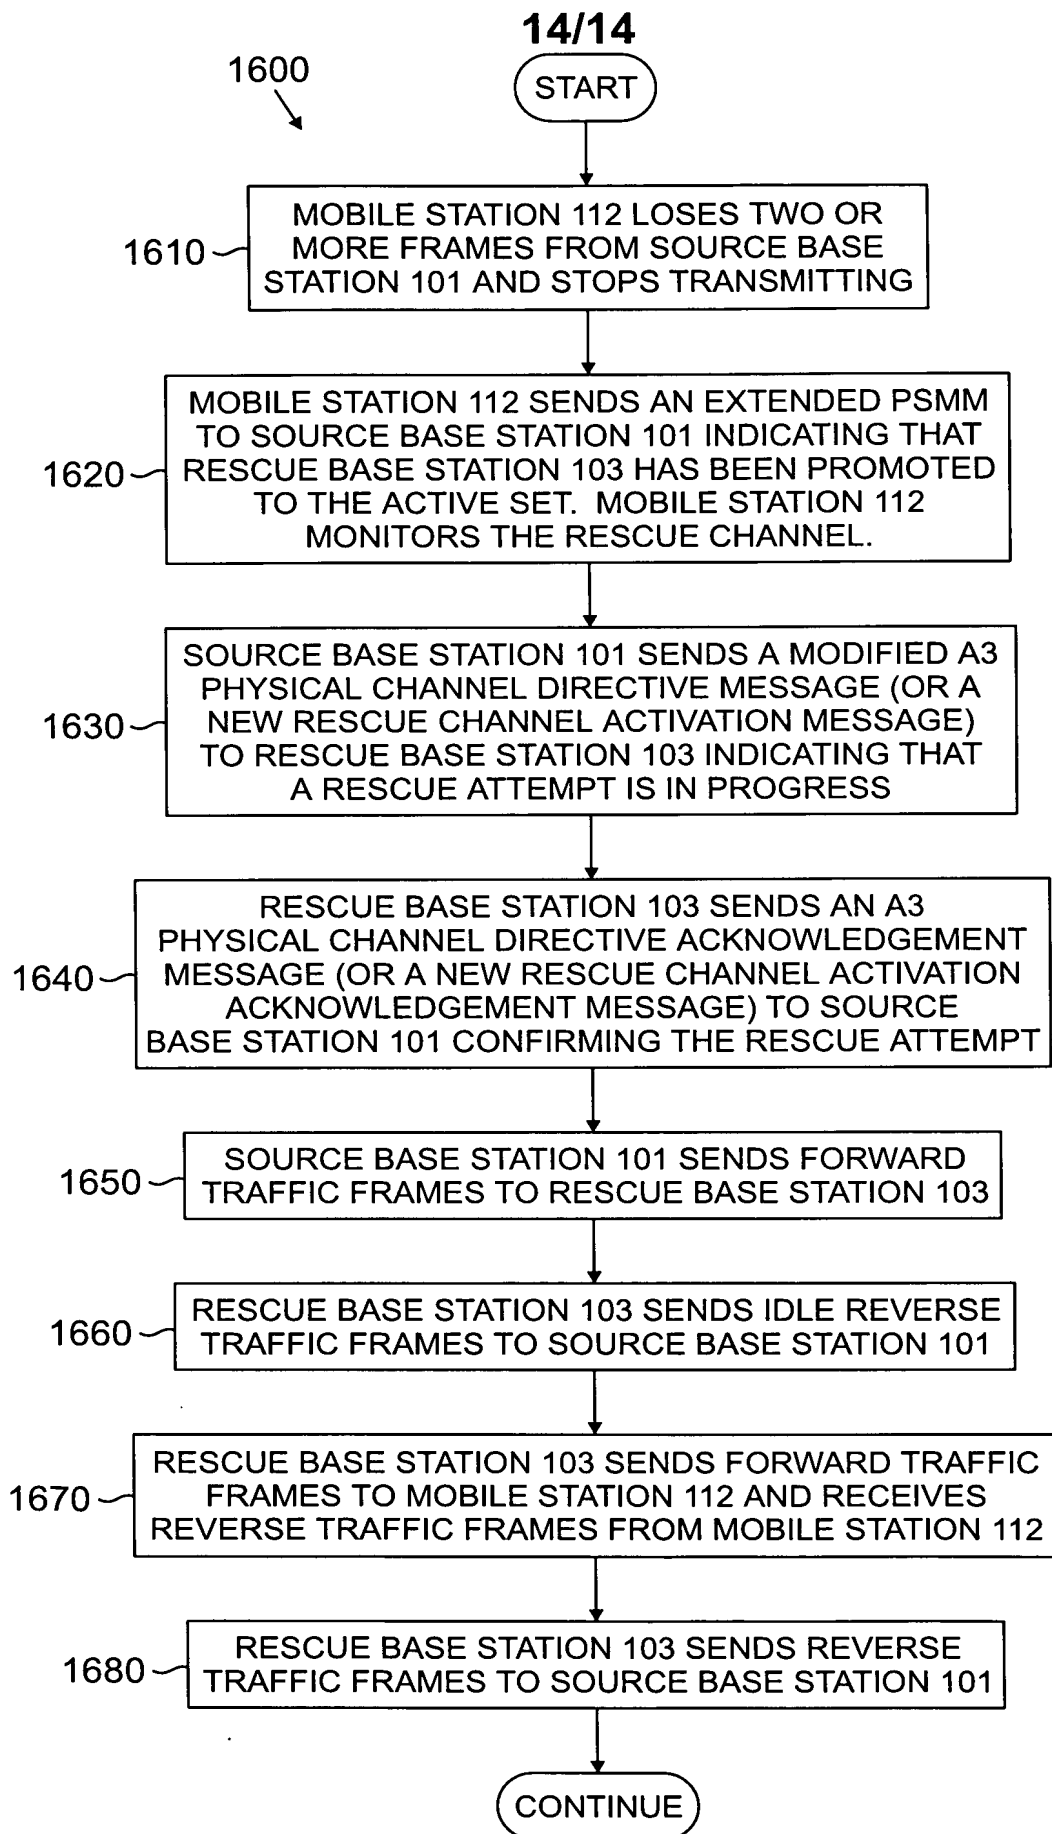 14/14
1600
START
1610
MOBILE STATION 112 LOSES TWO OR
MORE FRAMES FROM SOURCE BASE
STATION 101 AND STOPS TRANSMITTING
1620
MOBILE STATION 112 SENDS AN EXTENDED PSMM
TO SOURCE BASE STATION 101 INDICATING THAT
RESCUE BASE STATION 103 HAS BEEN PROMOTED
TO THE ACTIVE SET. MOBILE STATION 112
MONITORS THE RESCUE CHANNEL.
1630
SOURCE BASE STATION 101 SENDS A MODIFIED A3
PHYSICAL CHANNEL DIRECTIVE MESSAGE (OR A
NEW RESCUE CHANNEL ACTIVATION MESSAGE)
TO RESCUE BASE STATION 103 INDICATING THAT
A RESCUE ATTEMPT IS IN PROGRESS
1640
RESCUE BASE STATION 103 SENDS AN A3
PHYSICAL CHANNEL DIRECTIVE ACKNOWLEDGEMENT
MESSAGE (OR A NEW RESCUE CHANNEL ACTIVATION
ACKNOWLEDGEMENT MESSAGE) TO SOURCE
BASE STATION 101 CONFIRMING THE RESCUE ATTEMPT
1650
SOURCE BASE STATION 101 SENDS FORWARD
TRAFFIC FRAMES TO RESCUE BASE STATION 103
1660
RESCUE BASE STATION 103 SENDS IDLE REVERSE
TRAFFIC FRAMES TO SOURCE BASE STATION 101
1670
RESCUE BASE STATION 103 SENDS FORWARD TRAFFIC
FRAMES TO MOBILE STATION 112 AND RECEIVES
REVERSE TRAFFIC FRAMES FROM MOBILE STATION 112
1680
RESCUE BASE STATION 103 SENDS REVERSE
TRAFFIC FRAMES TO SOURCE BASE STATION 101
CONTINUE